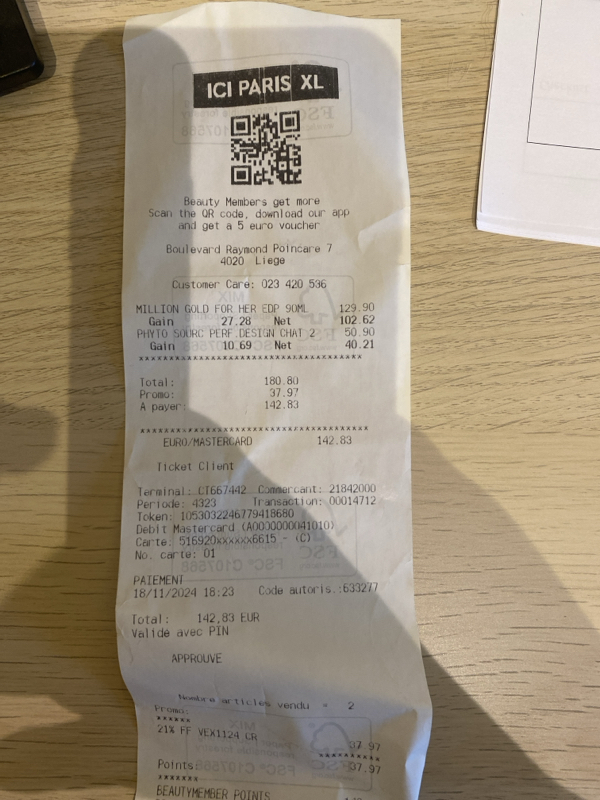 ICI PARIS XL
Beauty Members get more
Scan the QR code, download our app
and get a 5 euro voucher
Boulevard Raymond Poincare 7
4020 Liege
Customer Care: 023 420 536
MILLION GOLD FOR HER EDP 90ML 129.90
Gain 27.28 Net 102.62
PHYTO SOURC PERF.DESIGN CHAT 2 50.90
Gain 10.69 Net 40.21
Total: 180.80
Promo: 37.97
A payer: 142.83
EURO/MASTERCARD 142.83
Ticket Client
Terminal: CT667442 Commercant: 21842000
Periode: 4323 Transaction: 00014712
Token: 1053032246779418680
Debit Mastercard (A0000000041010)
Carte: 516920xxxxxx6615 - (C)
No. carte: 01
PAIEMENT
18/11/2024 18:23 Code autoris.:633277
Total: 142,83 EUR
Validé avec PIN
APPROUVE
Nombre articles vendu = 2
Promo:
******
21% FF VEX1124 CR 37.97
37.97
Points
*******
BEAUTYMEMBER POINTS